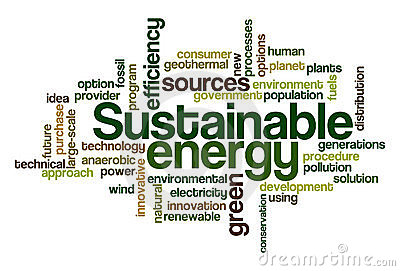 consumer
geothermal
new
processes
options
human
planet
plants
option
fossil
program
efficiency
sources
environment
fuels
idea
provider
government
population
distribution
purchase
large-scale
Sustainable
future
technology
energy
generations
technical
anaerobic
procedure
approach
power
environmental
pollution
wind
innovative
natural
electricity
green
development
solution
innovation
using
renewable
conservation
dreamstime.com